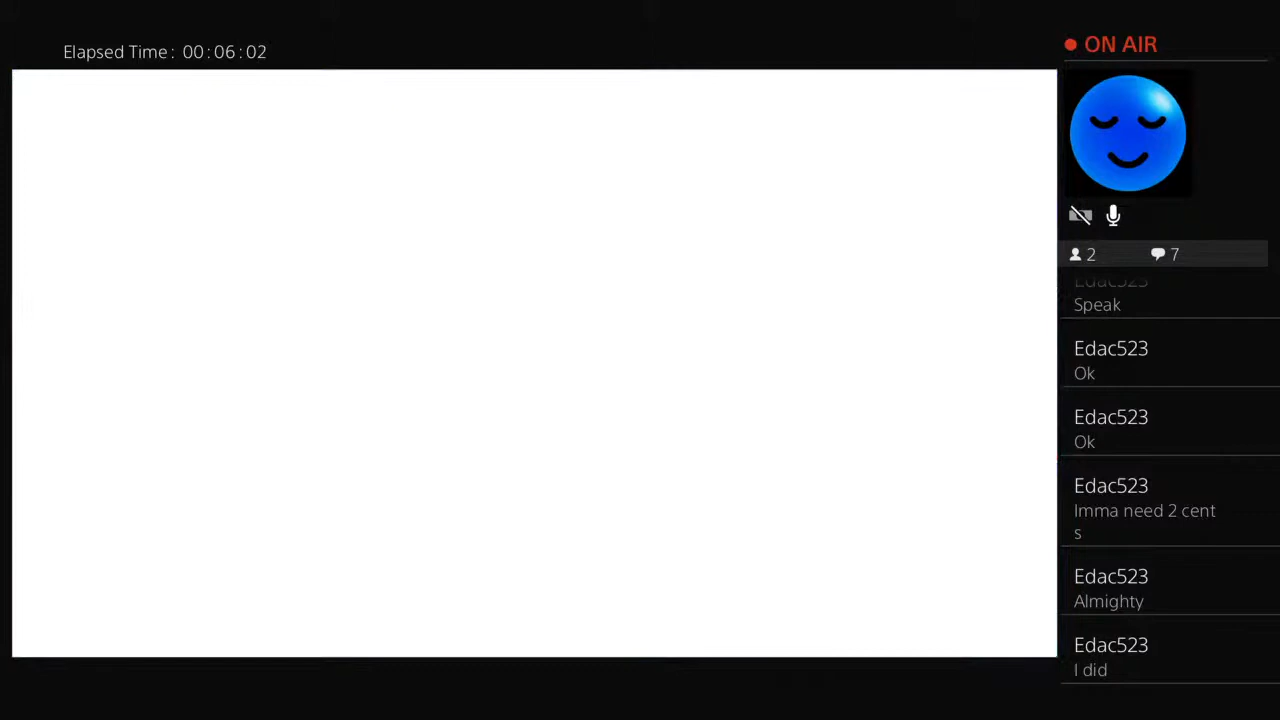 Elapsed Time: 00:06:02
ON AIR
2 7
Edac523
Speak
Edac523
Ok
Edac523
Ok
Edac523
Imma need 2 cent
s
Edac523
Almighty
Edac523
I did